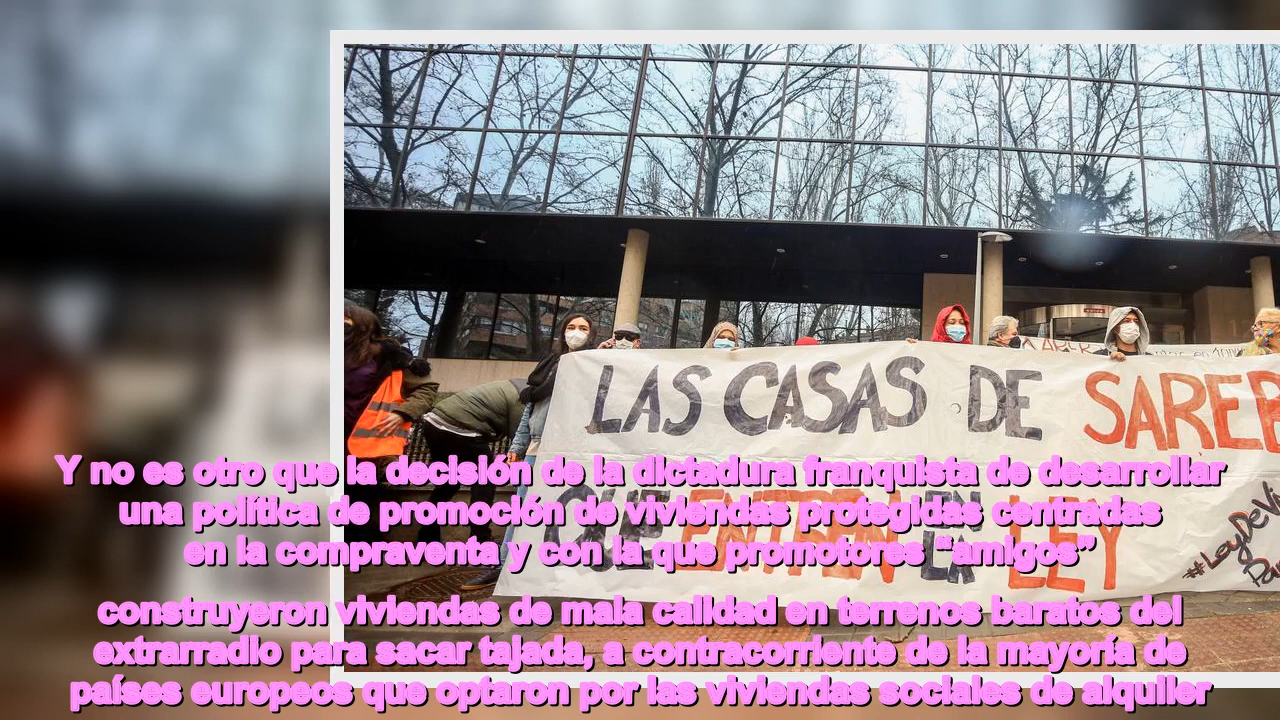 LAS CASAS DE SAREB
QUE ENTREN EN LA LEY
#LeyDeVi
Y no es otro que la decisión de la dictadura franquista de desarrollar
una política de promoción de viviendas protegidas centradas
en la compraventa y con la que promotores “amigos”
construyeron viviendas de mala calidad en terrenos baratos del
extrarradio para sacar tajada, a contracorriente de la mayoría de
países europeos que optaron por las viviendas sociales de alquiler